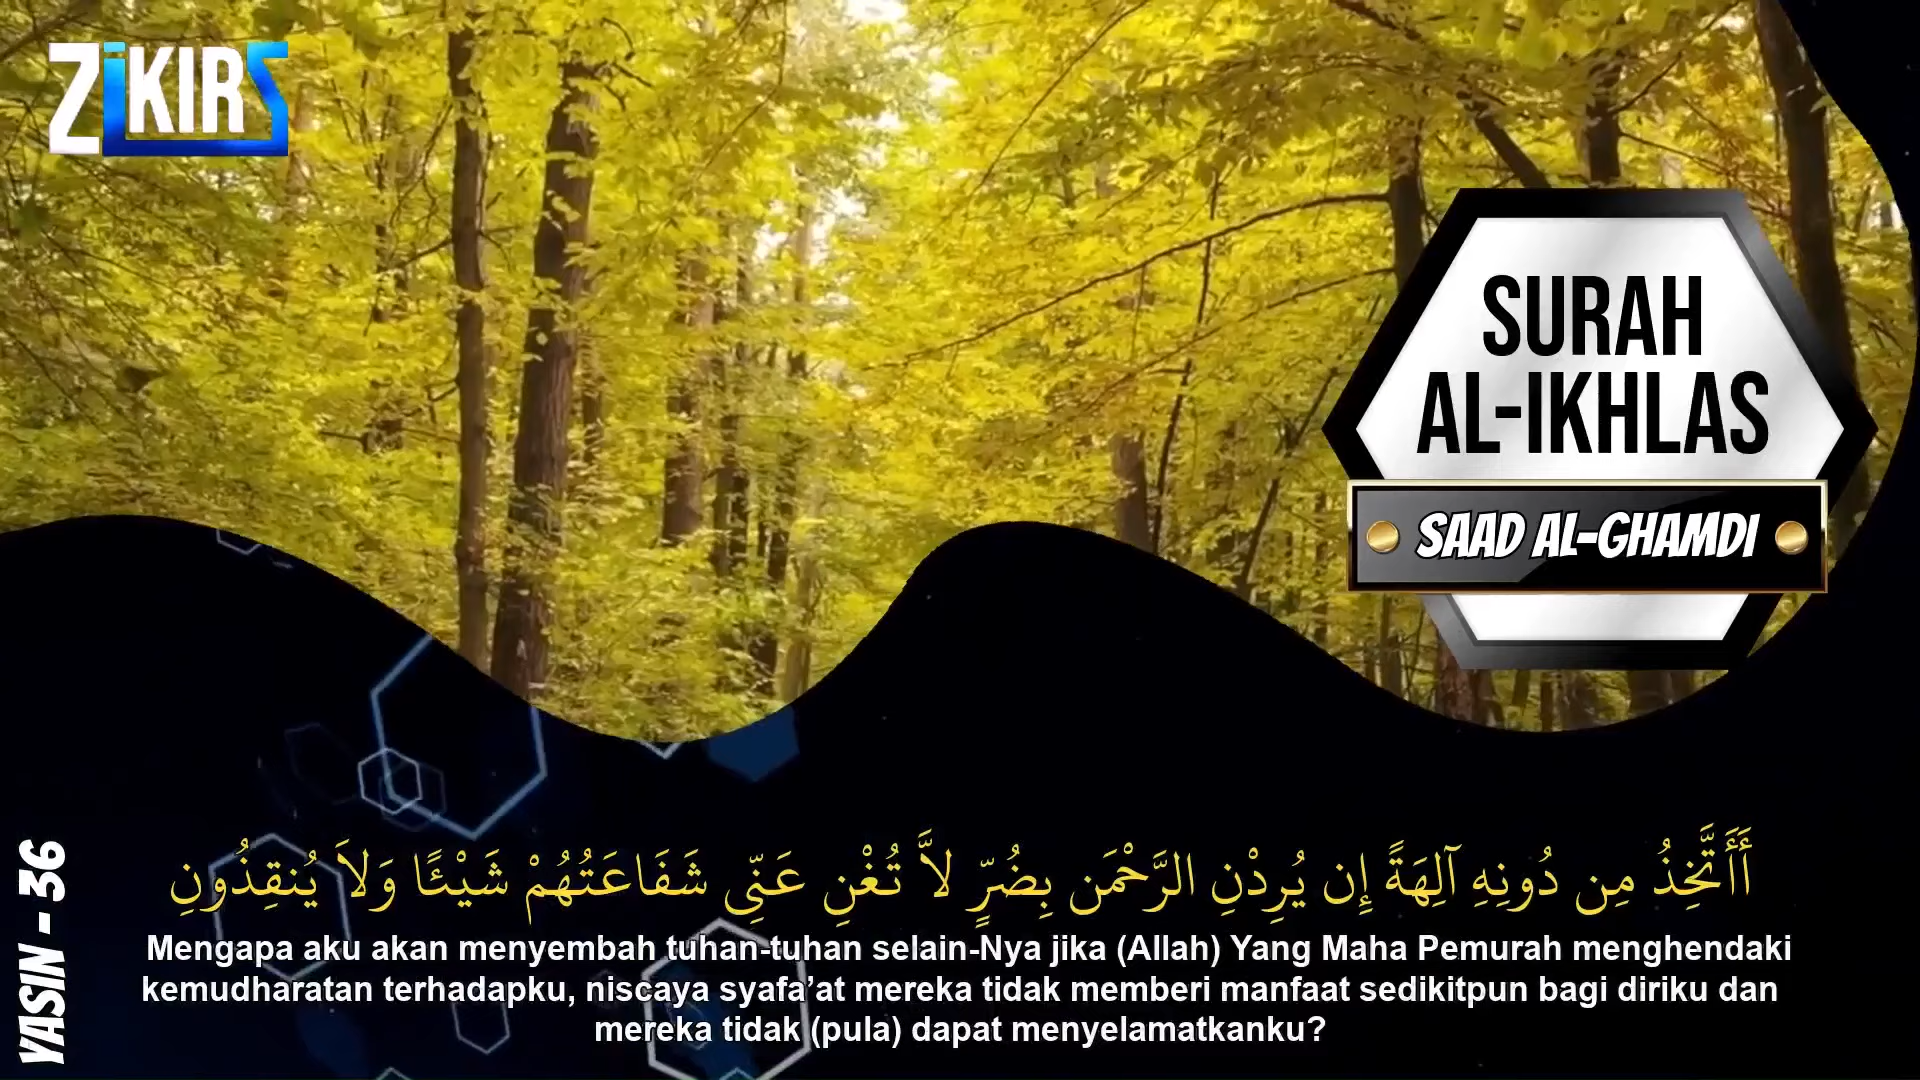 ZiKIRS
SURAH
AL-IKHLAS
SAAD AL-GHAMDI
YASIN - 36
أَأَتَّخِذُ مِن دُونِهِ آلِهَةً إِن يُرِدْنِ الرَّحْمَن بِضُرٍّ لاَّ تُغْنِ عَنِّى شَفَاعَتُهُمْ شَيْئًا وَلاَ يُنقِذُونِ
Mengapa aku akan menyembah tuhan-tuhan selain-Nya jika (Allah) Yang Maha Pemurah menghendaki
kemudharatan terhadapku, niscaya syafa’at mereka tidak memberi manfaat sedikitpun bagi diriku dan
mereka tidak (pula) dapat menyelamatkanku?